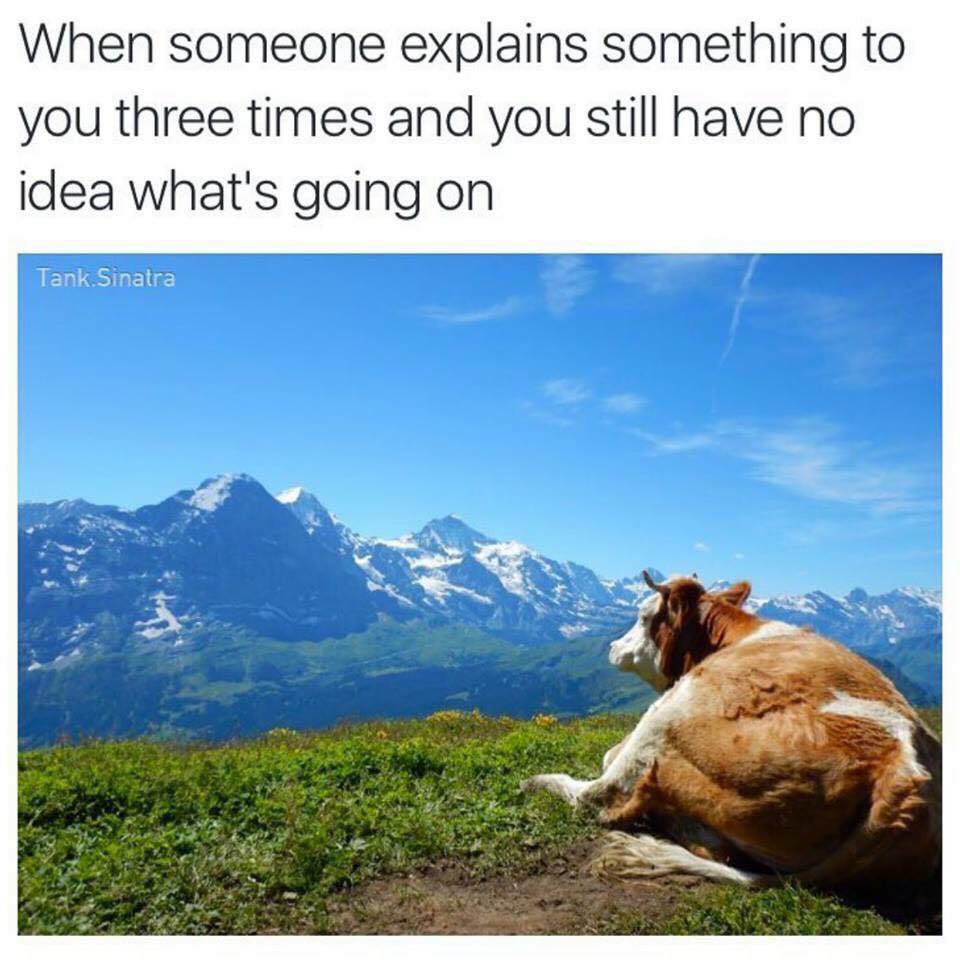 When someone explains something to
you three times and you still have no
idea what's going on
Tank.Sinatra